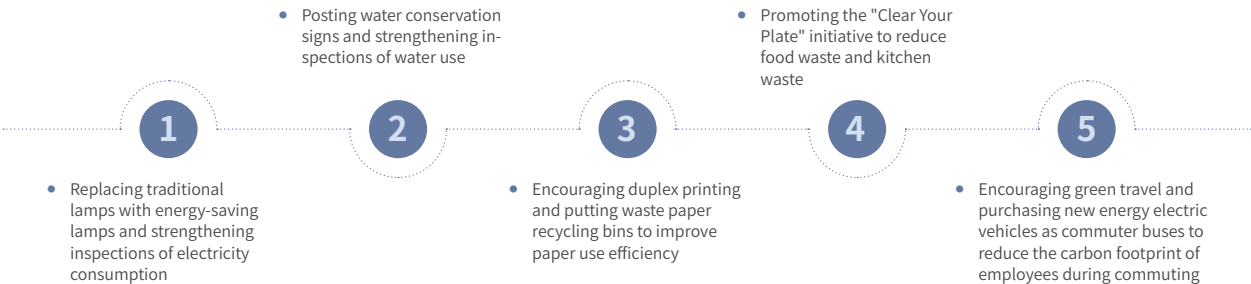 1
Replacing traditional
lamps with energy-saving
lamps and strengthening
inspections of electricity
consumption
2
Posting water conservation
signs and strengthening in-
spections of water use
3
Encouraging duplex printing
and putting waste paper
recycling bins to improve
paper use efficiency
4
Promoting the "Clear Your
Plate" initiative to reduce
food waste and kitchen
waste
5
Encouraging green travel and
purchasing new energy electric
vehicles as commuter buses to
reduce the carbon footprint of
employees during commuting